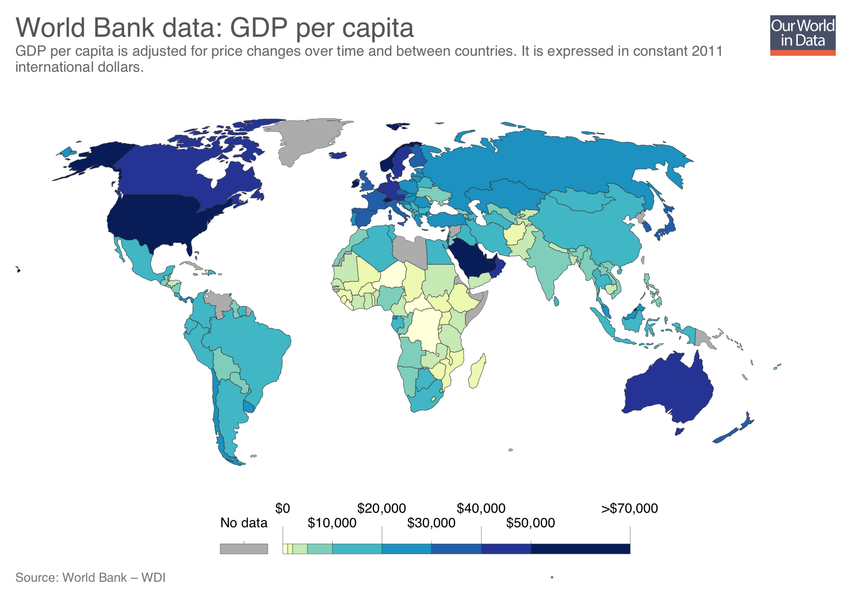 World Bank data: GDP per capita
GDP per capita is adjusted for price changes over time and between countries. It is expressed in constant 2011
international dollars.
Our World
in Data
No data
$0
$10,000
$20,000
$30,000
$40,000
$50,000
>$70,000
Source: World Bank – WDI